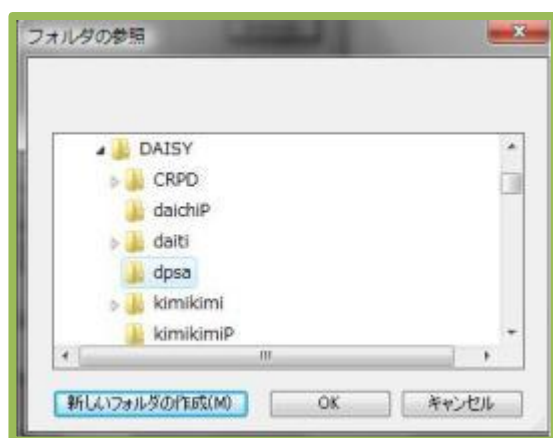 フォルダの参照
DAISY
CRPD
daichiP
daiti
dpsa
kimikimi
kimikimiP
新しいフォルダの作成(M)
OK
キャンセル